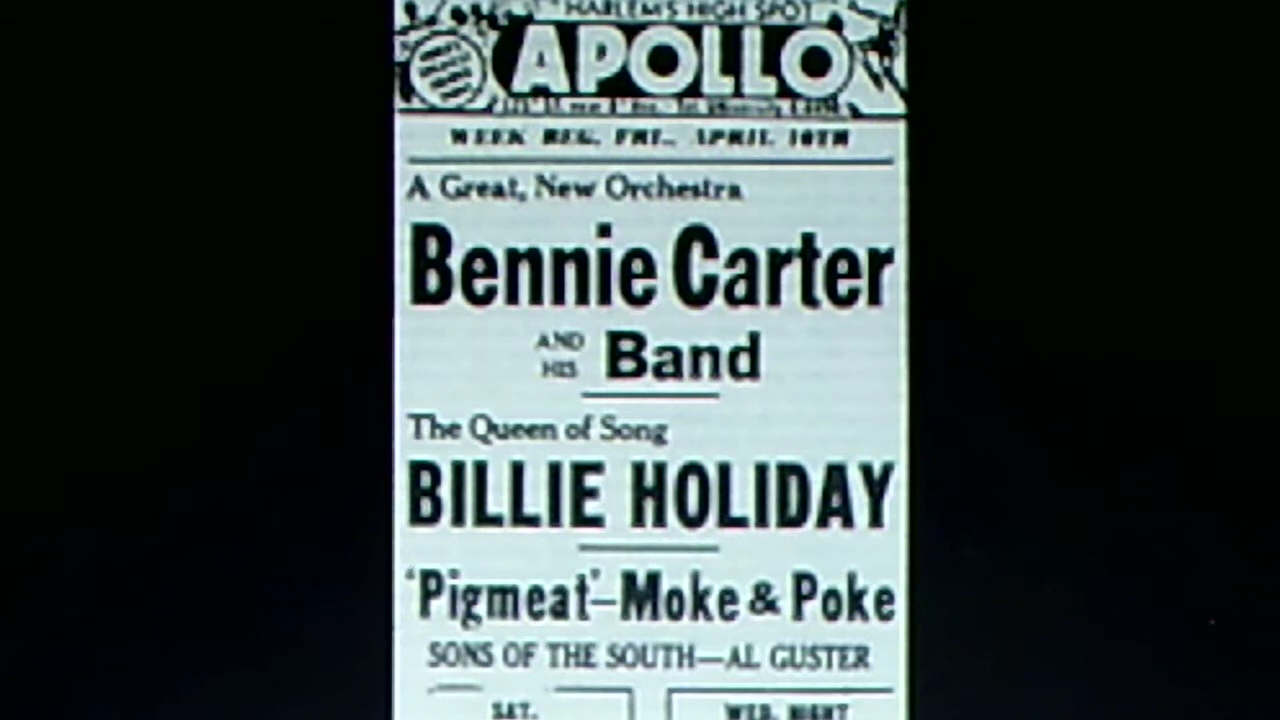 HARLEM'S HIGH SPOT
APOLLO
WEEK BEG. FRI., APRIL 10TH
A Great, New Orchestra
Bennie Carter
AND HIS Band
The Queen of Song
BILLIE HOLIDAY
'Pigmeat'–Moke & Poke
SONS OF THE SOUTH—AL GUSTER
SAT.
WED. NIGHT